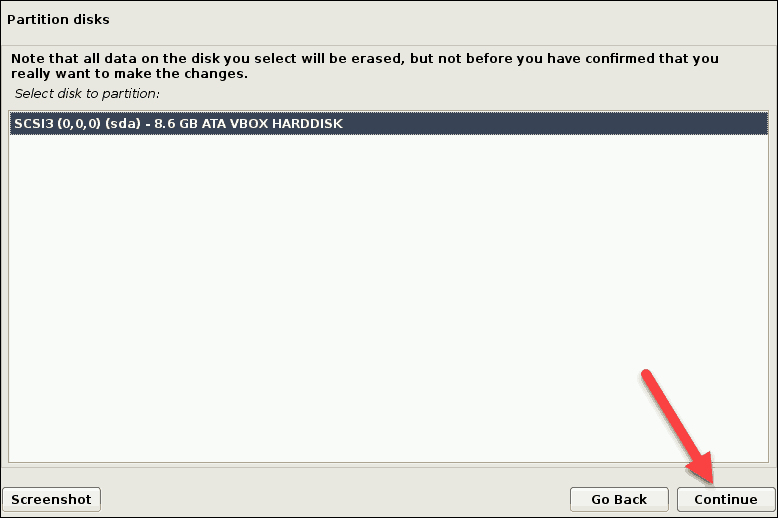 Partition disks
Note that all data on the disk you select will be erased, but not before you have confirmed that you
really want to make the changes.
Select disk to partition:
SCSI3 (0,0,0) (sda) - 8.6 GB ATA VBOX HARDDISK
Screenshot
Go Back
Continue